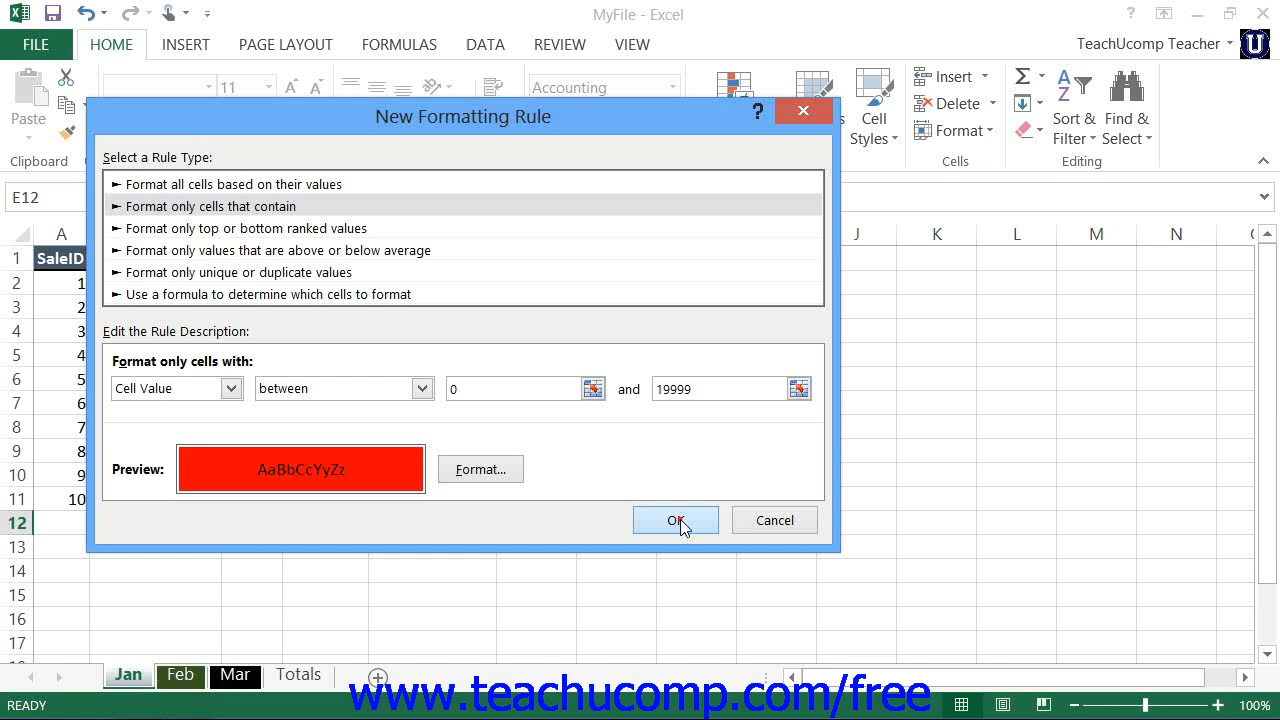 MyFile - Excel
?
FILE HOME INSERT PAGE LAYOUT FORMULAS DATA REVIEW VIEW TeachUcomp Teacher
Paste
Clipboard
11
Accounting
Cell
Styles
Insert
Delete
Format
Cells
Sort &
Filter
Find &
Select
Editing
E12
A J K L M N
New Formatting Rule
?
Select a Rule Type:
► Format all cells based on their values
► Format only cells that contain
► Format only top or bottom ranked values
► Format only values that are above or below average
► Format only unique or duplicate values
► Use a formula to determine which cells to format
Edit the Rule Description:
Format only cells with:
Cell Value between 0 and 19999
Preview: AaBbCcYyZz Format...
OK Cancel
1 SaleID
2 1
3 2
4 3
5 4
6 5
7 6
8 7
9 8
10 9
11 10
12
13
14
15
16
17
Jan Feb Mar Totals
READY
www.teachucomp.com/free
100%